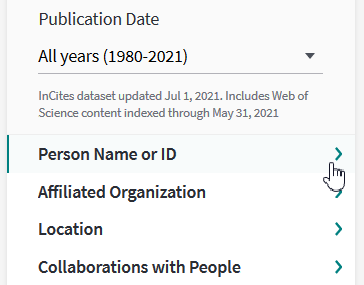 Publication Date
All years (1980-2021)
InCites dataset updated Jul 1, 2021. Includes Web of
Science content indexed through May 31, 2021
Person Name or ID
Affiliated Organization
Location
Collaborations with People